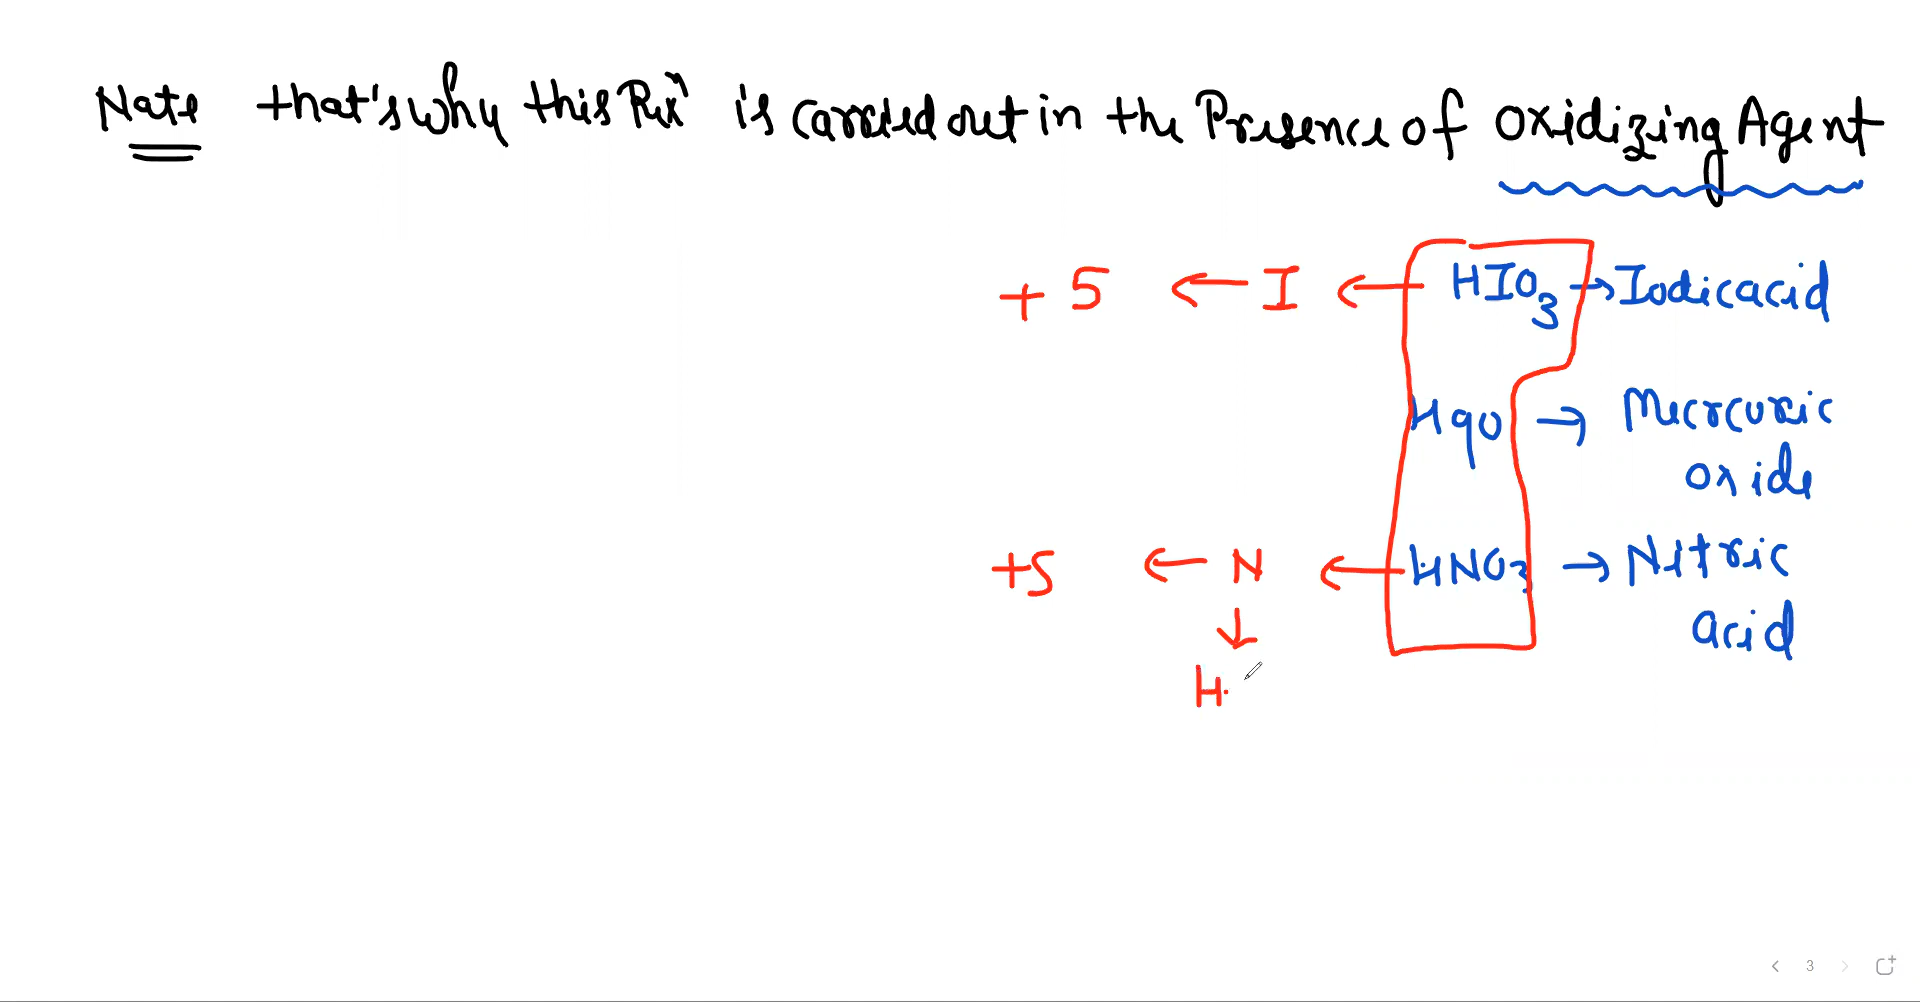 Note that's why this Rxn is carried out in the Presence of oxidizing Agent
+ 5 ← I ← HIO3 → Iodic acid
HgO → Mercuric
oxide
+5 ← N ← HNO3 → Nitric
↓ acid
H.
3